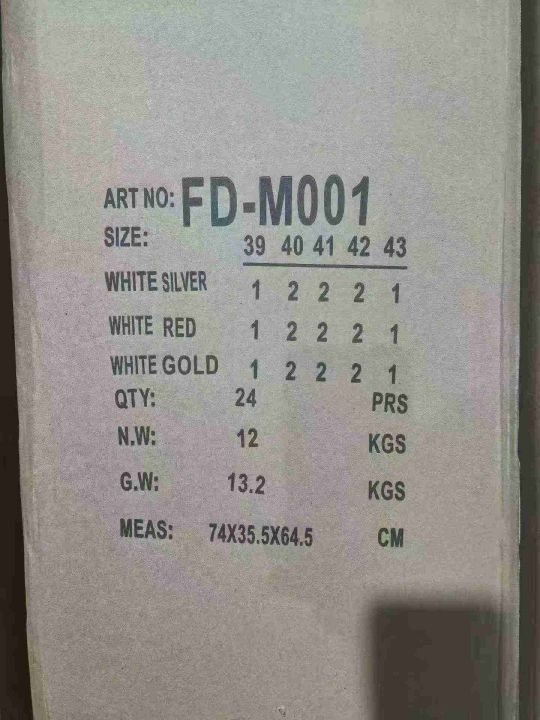 ART NO: FD-M001
SIZE: 39 40 41 42 43
WHITE SILVER 1 2 2 2 1
WHITE RED 1 2 2 2 1
WHITE GOLD 1 2 2 2 1
QTY: 24 PRS
N.W: 12 KGS
G.W: 13.2 KGS
MEAS: 74X35.5X64.5 CM